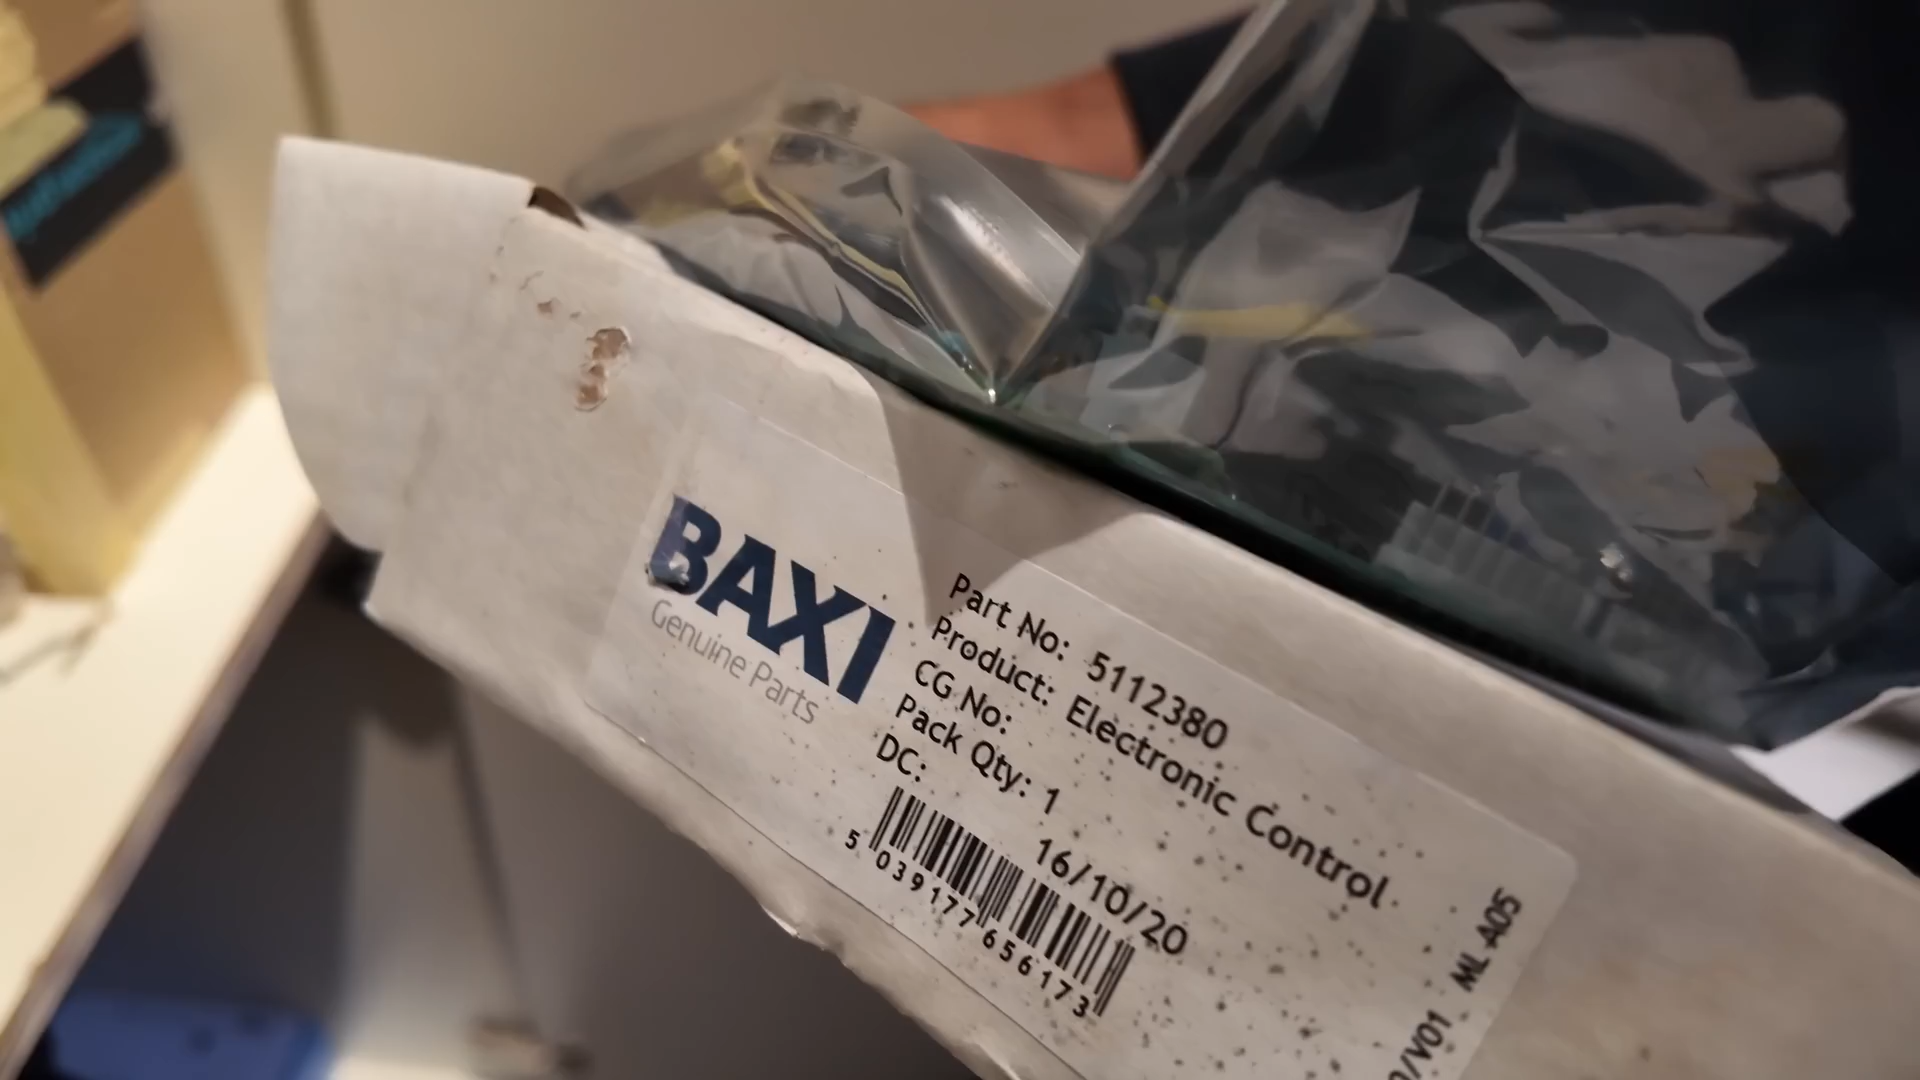 BAXI
Genuine Parts
Part No: 5112380
Product: Electronic Control
CG No:
Pack Qty: 1
DC:
16/10/20
5 039177 656173
/V01 ML A05